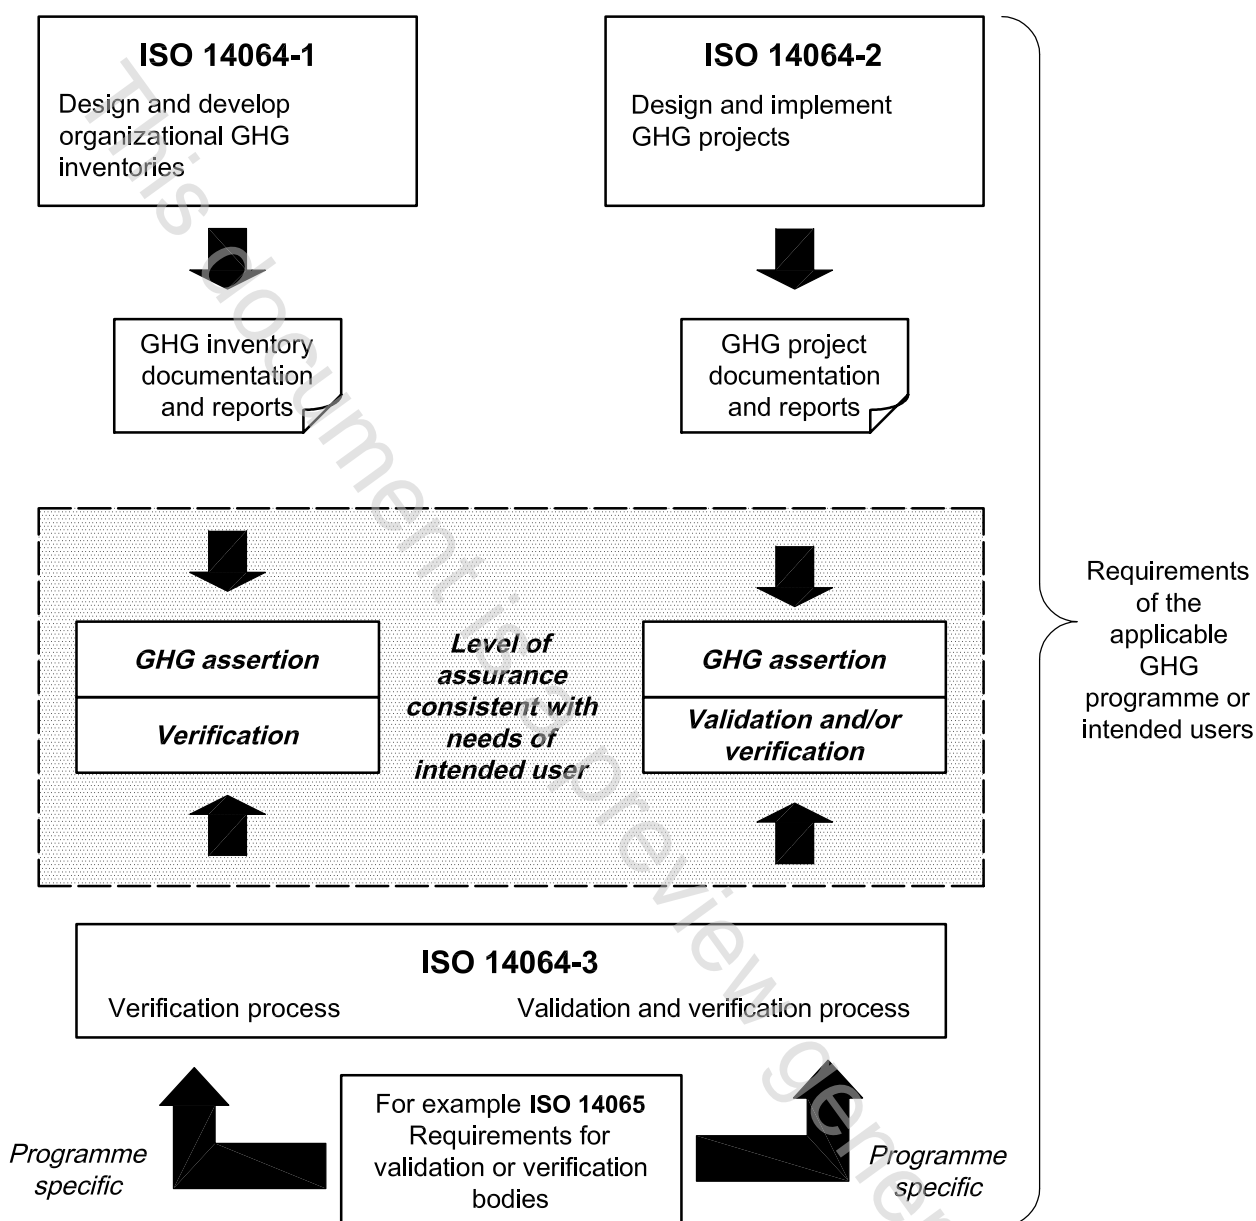 ISO 14064-1
Design and develop
organizational GHG
inventories
ISO 14064-2
Design and implement
GHG projects
GHG inventory
documentation
and reports
GHG project
documentation
and reports
GHG assertion
Verification
Level of
assurance
consistent with
needs of
intended user
GHG assertion
Validation and/or
verification
Requirements
of the
applicable
GHG
programme or
intended users
ISO 14064-3
Verification process
Validation and verification process
Programme
specific
For example ISO 14065
Requirements for
validation or verification
bodies
Programme
specific
This document is a preview